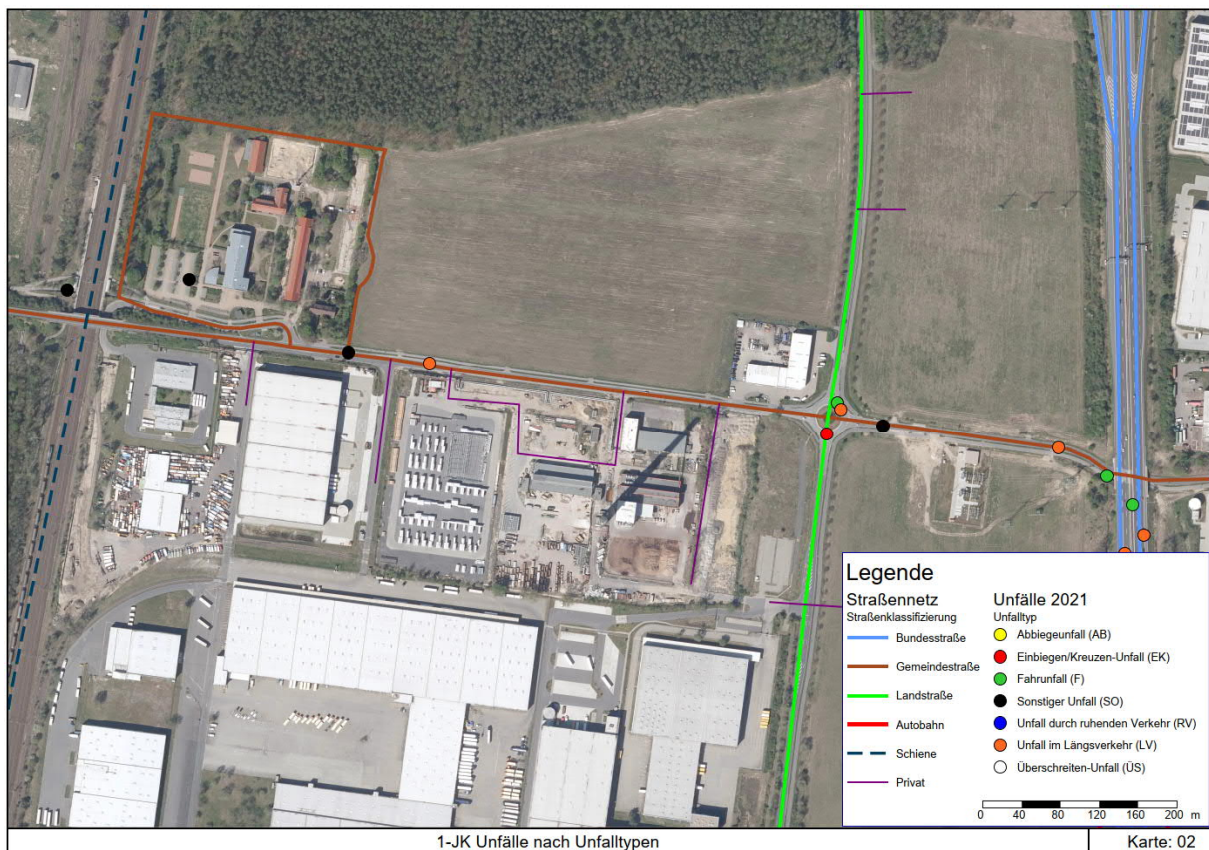 Legende
Straßennetz
Straßenklassifizierung
Bundesstraße
Gemeindestraße
Landstraße
Autobahn
Schiene
Privat
Unfälle 2021
Unfalltyp
Abbiegeunfall (AB)
Einbiegen/Kreuzen-Unfall (EK)
Fahrunfall (F)
Sonstiger Unfall (SO)
Unfall durch ruhenden Verkehr (RV)
Unfall im Längsverkehr (LV)
Überschreiten-Unfall (ÜS)
0 40 80 120 160 200 m
1-JK Unfälle nach Unfalltypen
Karte: 02